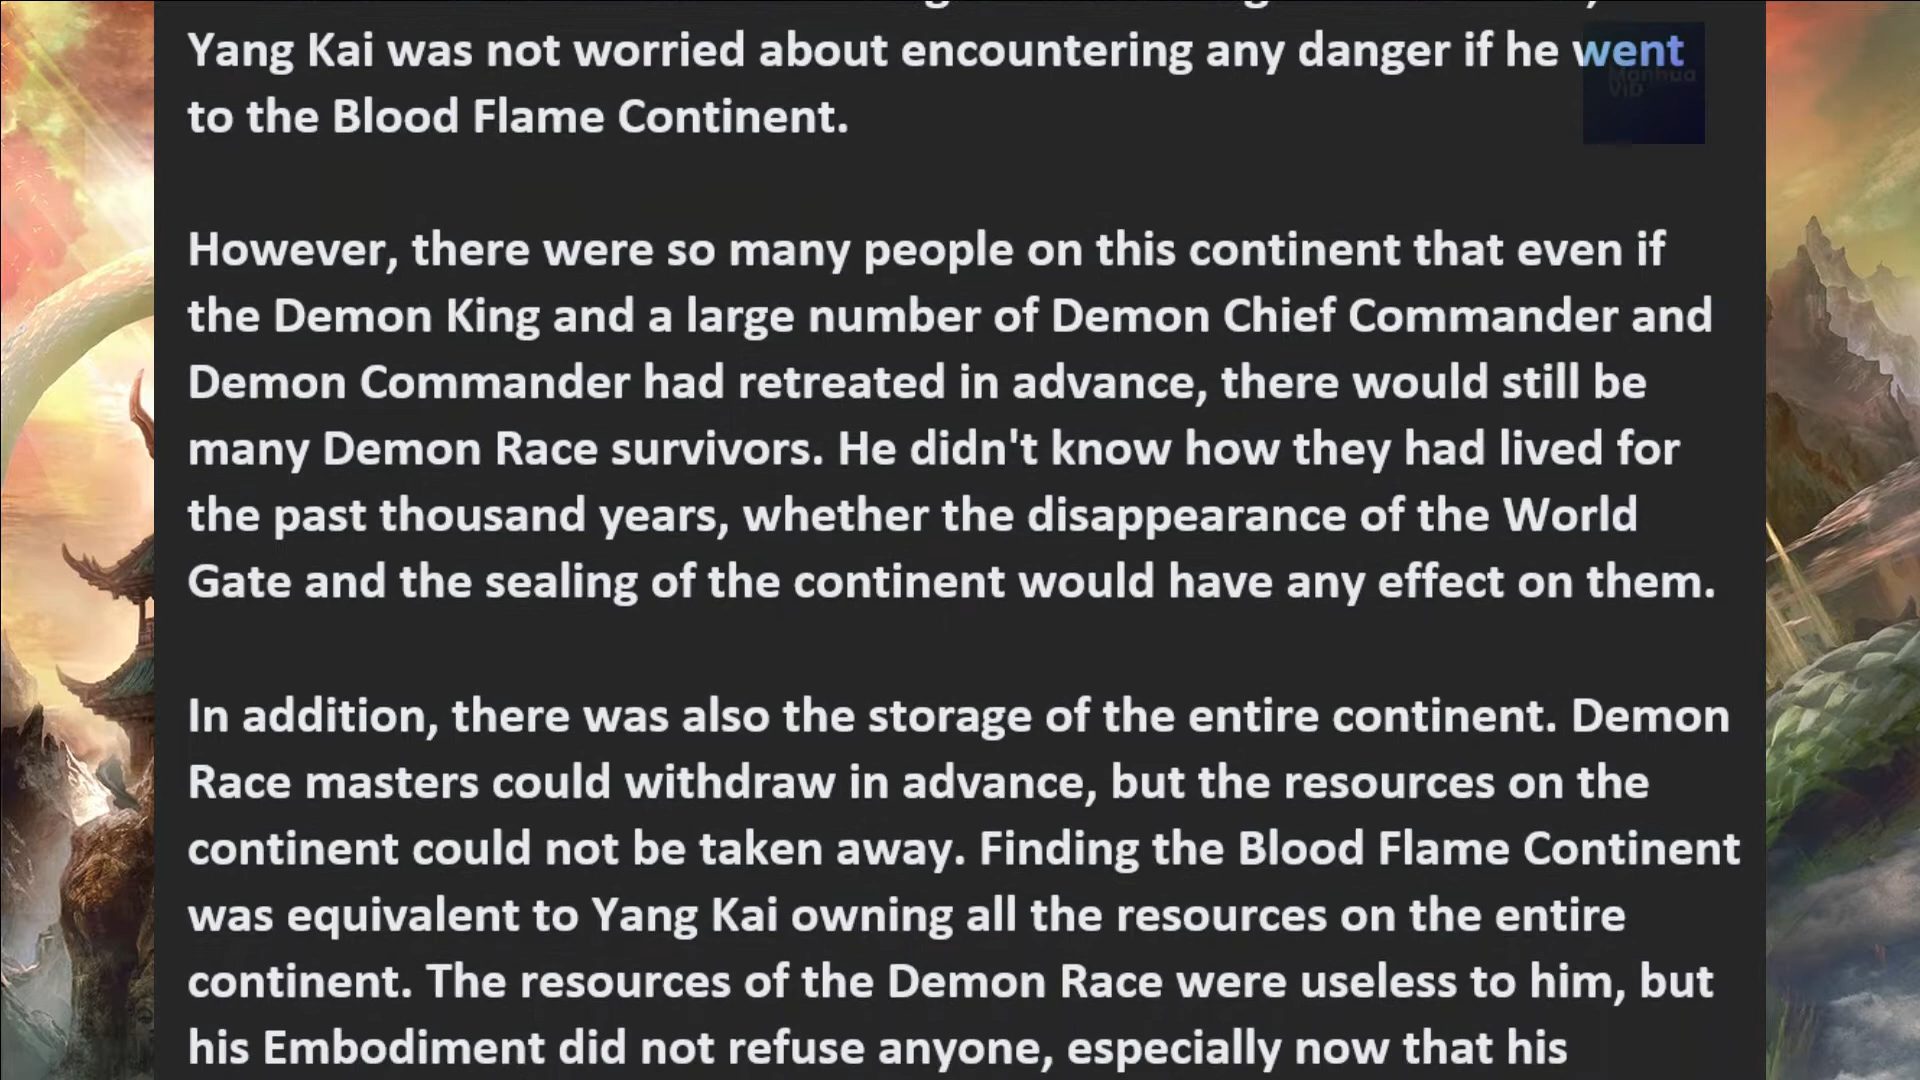 Yang Kai was not worried about encountering any danger if he went
to the Blood Flame Continent.
Manhua
ViD
However, there were so many people on this continent that even if
the Demon King and a large number of Demon Chief Commander and
Demon Commander had retreated in advance, there would still be
many Demon Race survivors. He didn't know how they had lived for
the past thousand years, whether the disappearance of the World
Gate and the sealing of the continent would have any effect on them.
In addition, there was also the storage of the entire continent. Demon
Race masters could withdraw in advance, but the resources on the
continent could not be taken away. Finding the Blood Flame Continent
was equivalent to Yang Kai owning all the resources on the entire
continent. The resources of the Demon Race were useless to him, but
his Embodiment did not refuse anyone, especially now that his